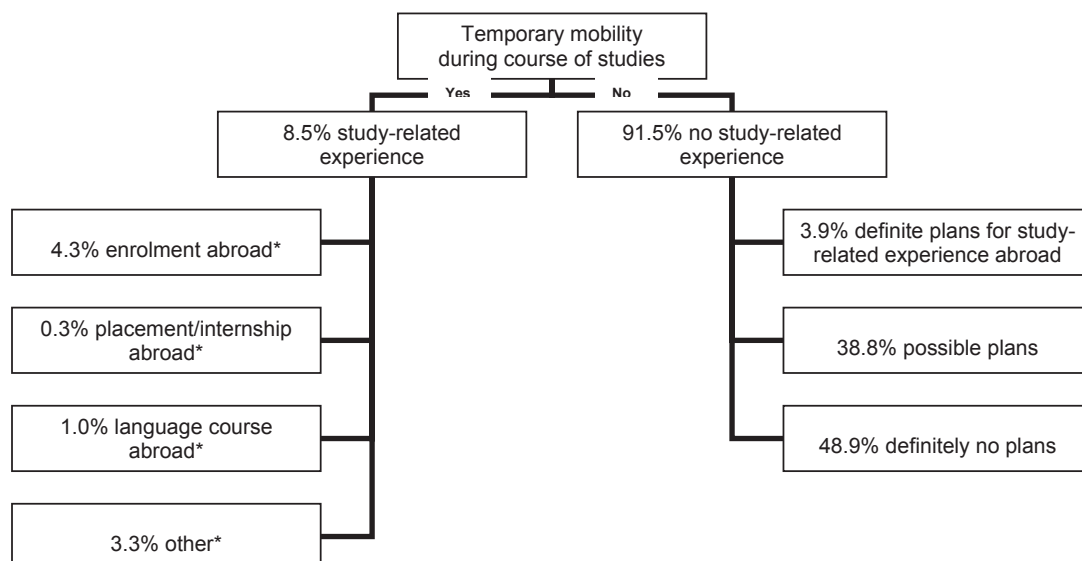 Temporary mobility
during course of studies
Yes
No
8.5% study-related
experience
91.5% no study-related
experience
4.3% enrolment abroad*
0.3% placement/internship
abroad*
1.0% language course
abroad*
3.3% other*
3.9% definite plans for study-
related experience abroad
38.8% possible plans
48.9% definitely no plans